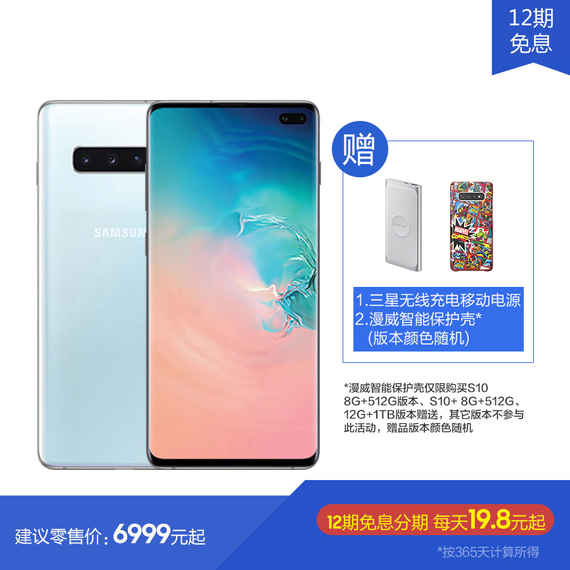 12期
免息
赠
SAMSUNG
1.三星无线充电移动电源
2.漫威智能保护壳*
(版本颜色随机)
*漫威智能保护壳仅限购买S10
8G+512G版本、S10+ 8G+512G、
12G+1TB版本赠送，其它版本不参与
此活动，赠品版本颜色随机
建议零售价：6999元起
12期免息分期 每天19.8元起
*按365天计算所得